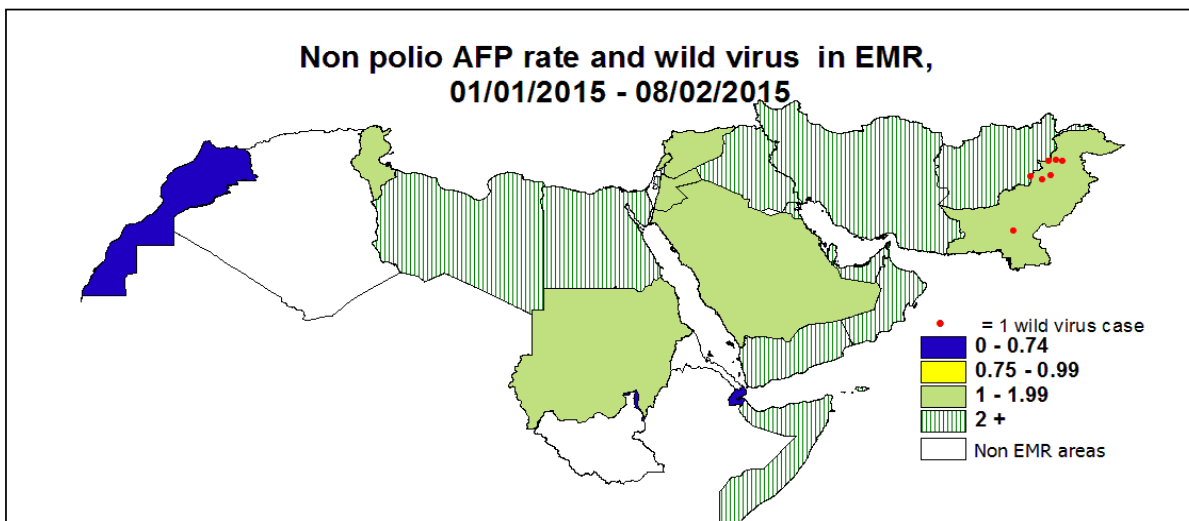 Non polio AFP rate and wild virus in EMR,
01/01/2015 - 08/02/2015
= 1 wild virus case
0 - 0.74
0.75 - 0.99
1 - 1.99
2 +
Non EMR areas